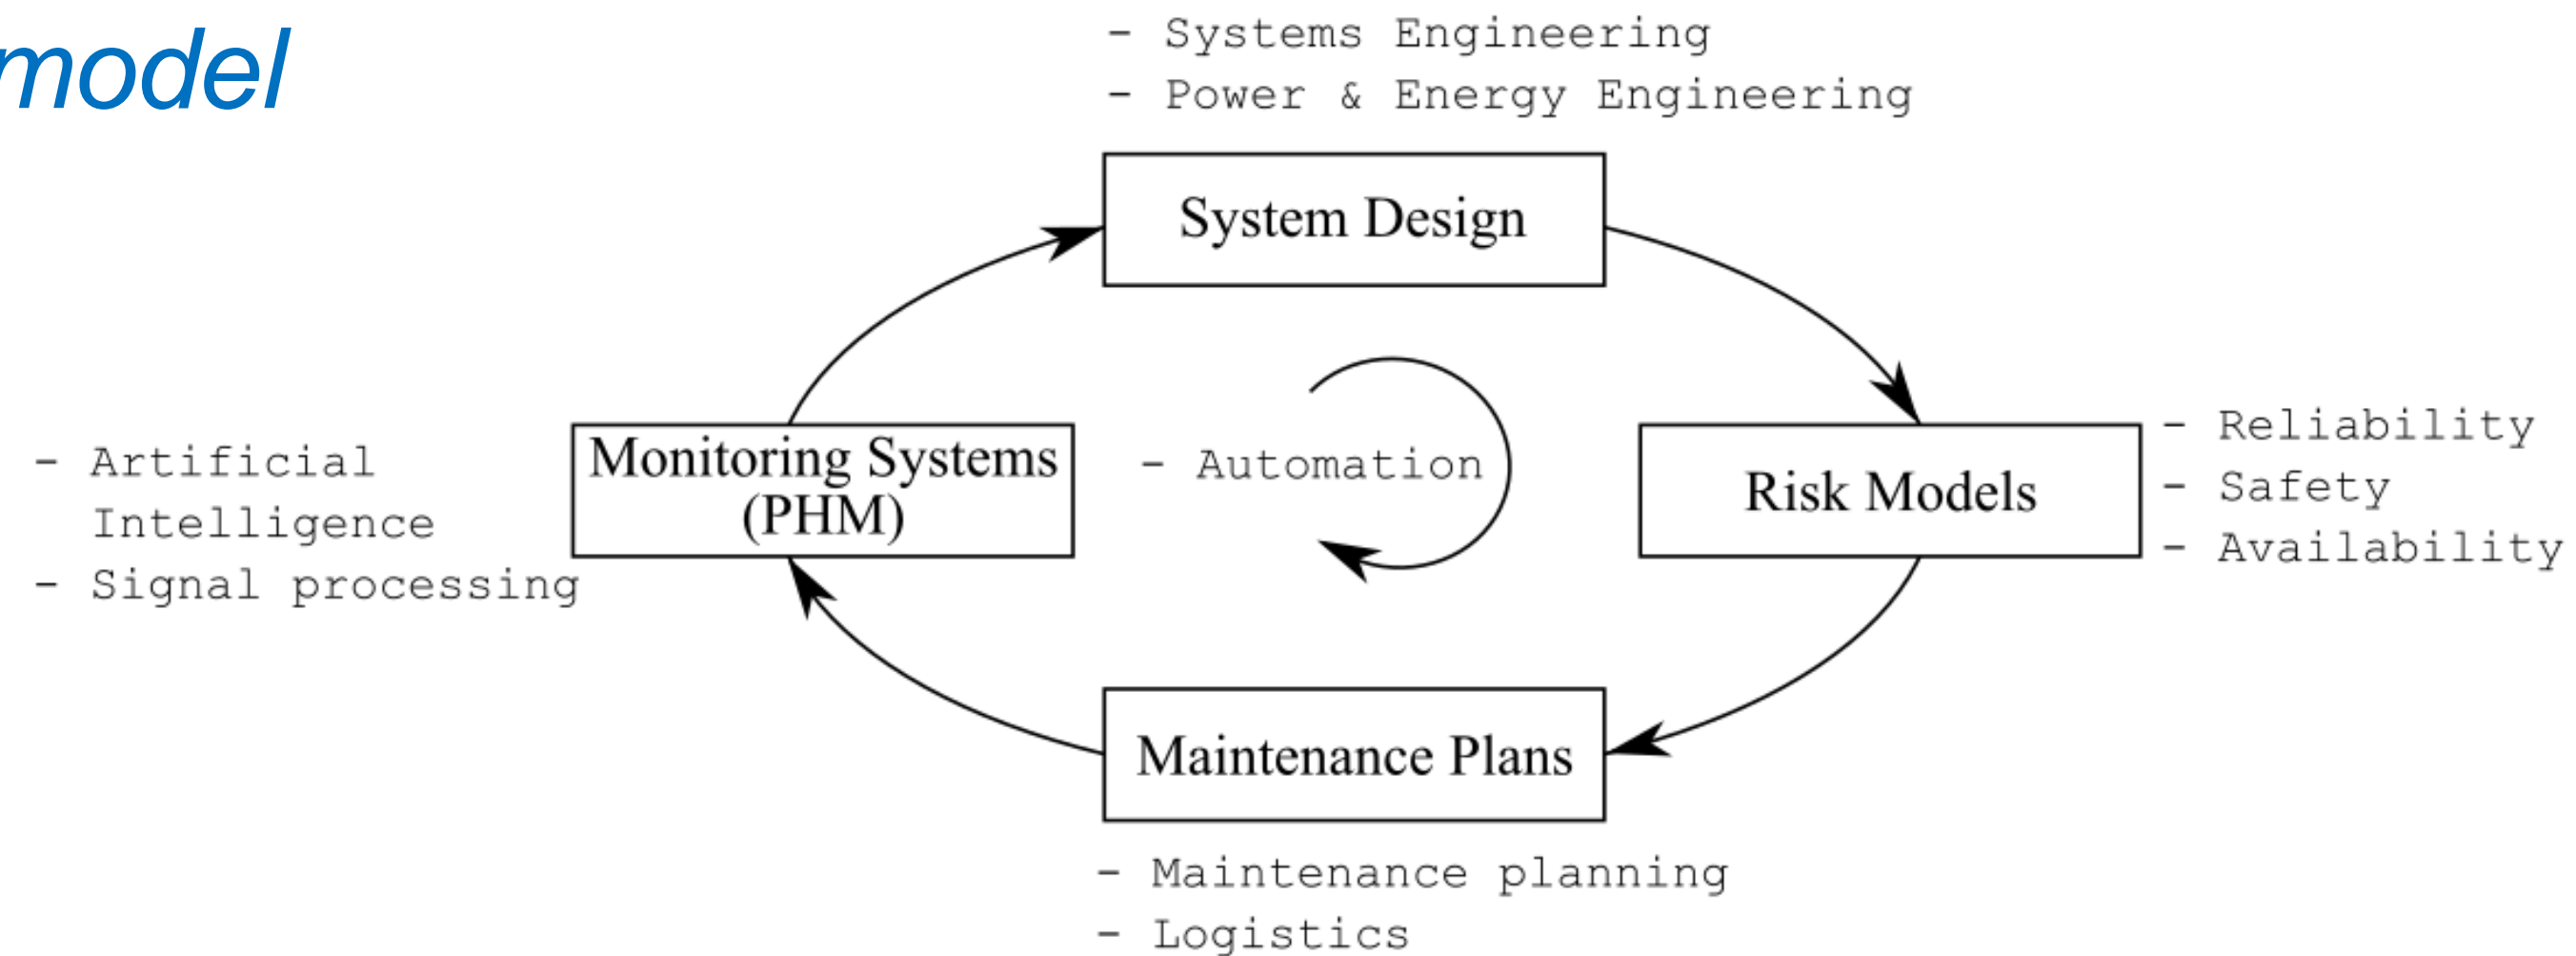 model
- Systems Engineering
- Power & Energy Engineering
System Design
- Artificial
Intelligence
- Signal processing
Monitoring Systems
(PHM)
- Automation
Risk Models
- Reliability
- Safety
- Availability
Maintenance Plans
- Maintenance planning
- Logistics